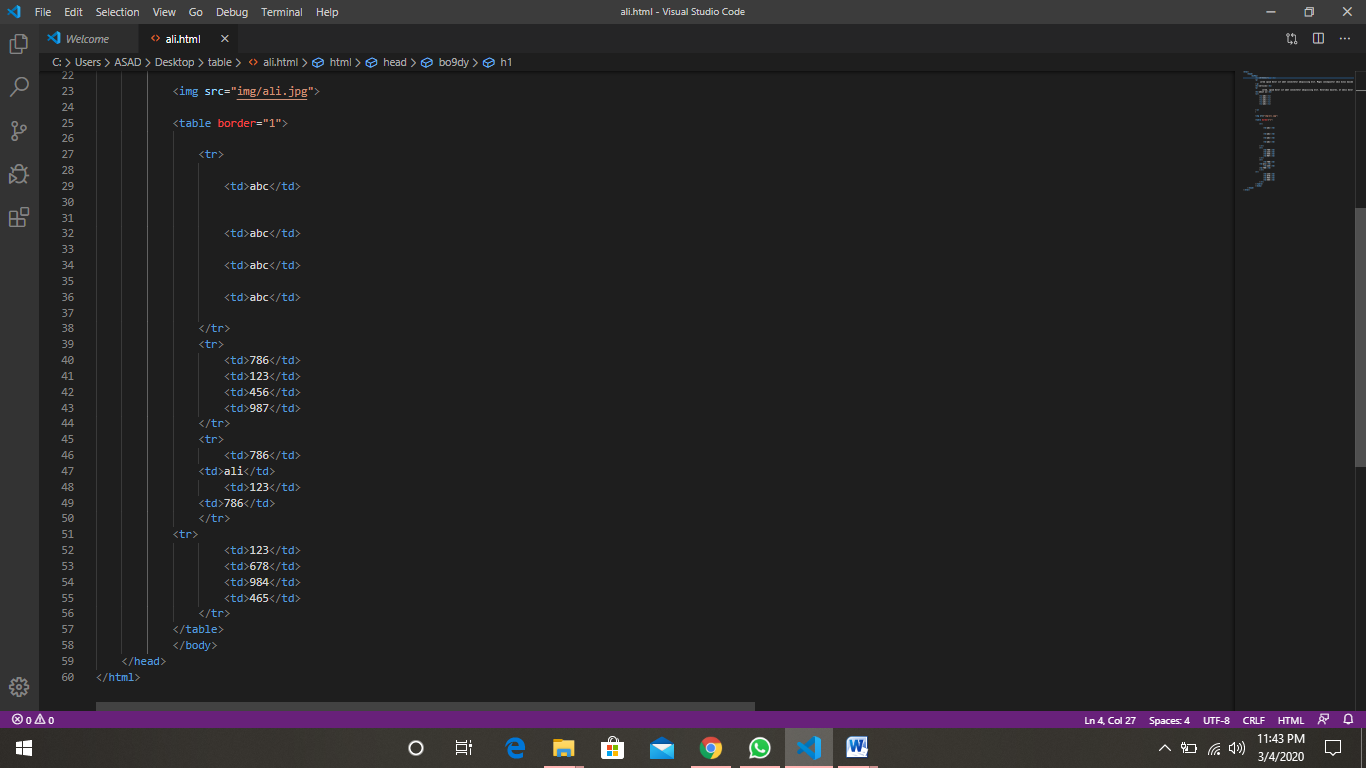 File Edit Selection View Go Debug Terminal Help
ali.html - Visual Studio Code
Welcome
<> ali.html
C: > Users > ASAD > Desktop > table > <> ali.html > html > head > bo9dy > h1
22
23 <img src="img/ali.jpg">
24
25 <table border="1">
26
27 <tr>
28
29 <td>abc</td>
30
31
32 <td>abc</td>
33
34 <td>abc</td>
35
36 <td>abc</td>
37
38 </tr>
39 <tr>
40 <td>786</td>
41 <td>123</td>
42 <td>456</td>
43 <td>987</td>
44 </tr>
45 <tr>
46 <td>786</td>
47 <td>ali</td>
48 <td>123</td>
49 <td>786</td>
50 </tr>
51 <tr>
52 <td>123</td>
53 <td>678</td>
54 <td>984</td>
55 <td>465</td>
56 </tr>
57 </table>
58 </body>
59 </head>
60 </html>
0 0
Ln 4, Col 27 Spaces: 4 UTF-8 CRLF HTML
11:43 PM
3/4/2020